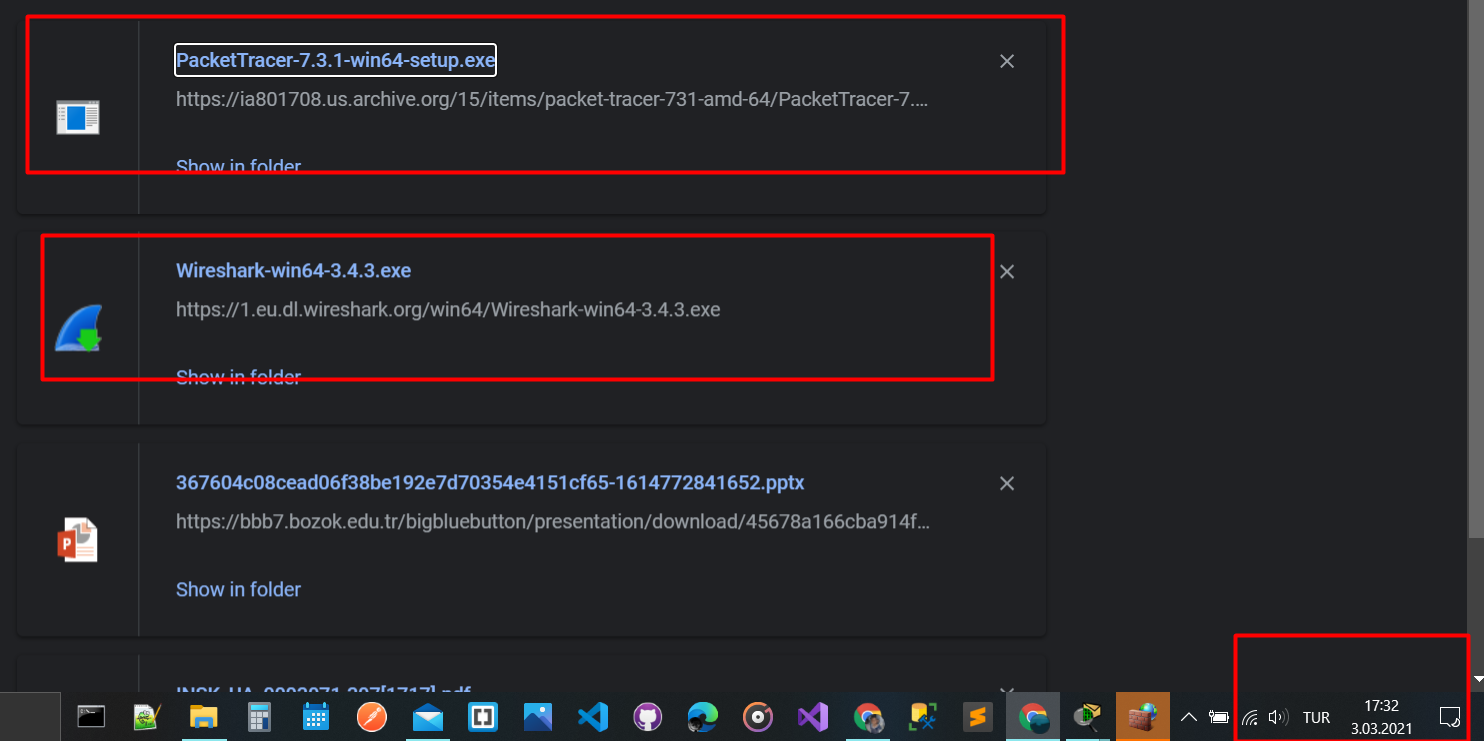 PacketTracer-7.3.1-win64-setup.exe
https://ia801708.us.archive.org/15/items/packet-tracer-731-amd-64/PacketTracer-7....
Show in folder
Wireshark-win64-3.4.3.exe
https://1.eu.dl.wireshark.org/win64/Wireshark-win64-3.4.3.exe
Show in folder
367604c08cead06f38be192e7d70354e4151cf65-1614772841652.pptx
https://bbb7.bozok.edu.tr/bigbluebutton/presentation/download/45678a166cba914f...
Show in folder
TUR
17:32
3.03.2021